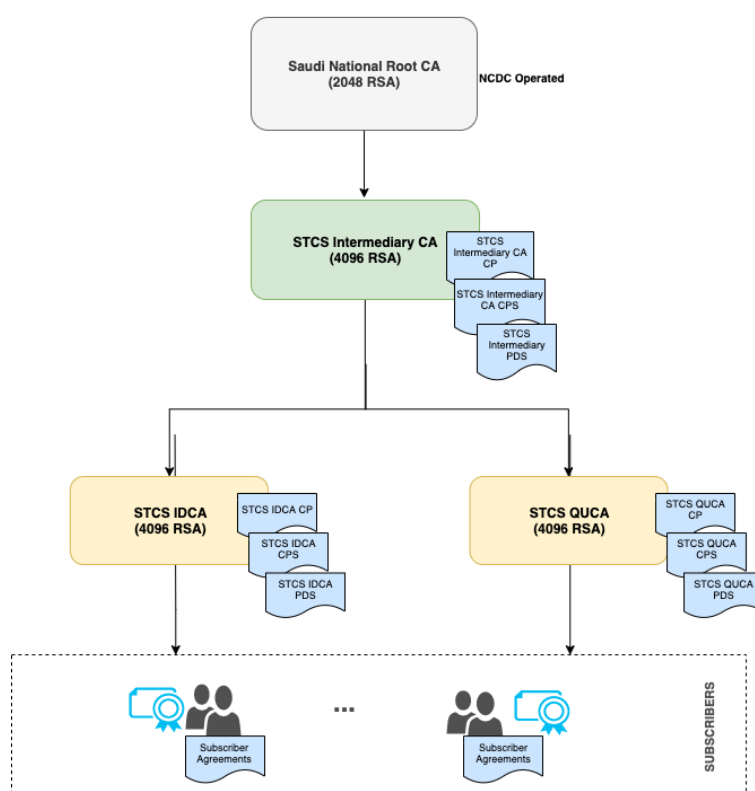 Saudi National Root CA
(2048 RSA)
NCDC Operated
STCS Intermediary CA
(4096 RSA)
STCS
Intermediary CA
CP
STCS Intermediary
CA CPS
STCS
Intermediary
PDS
STCS IDCA
(4096 RSA)
STCS IDCA CP
STCS IDCA
CPS
STCS IDCA
PDS
STCS QUCA
(4096 RSA)
STCS QUCA
CP
STCS QUCA
CPS
STCS QUCA
PDS
...
Subscriber
Agreements
Subscriber
Agreements
SUBSCRIBERS